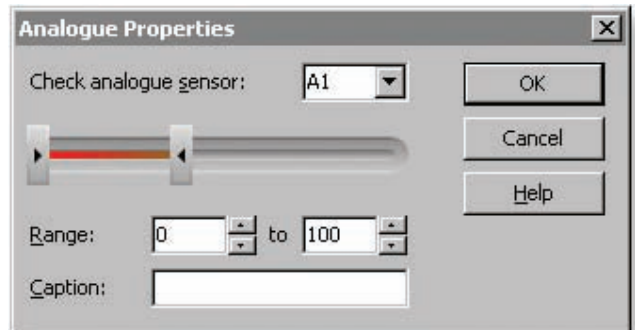 Analogue Properties
Check analogue sensor: A1
OK
Cancel
Help
Range: 0 to 100
Caption: